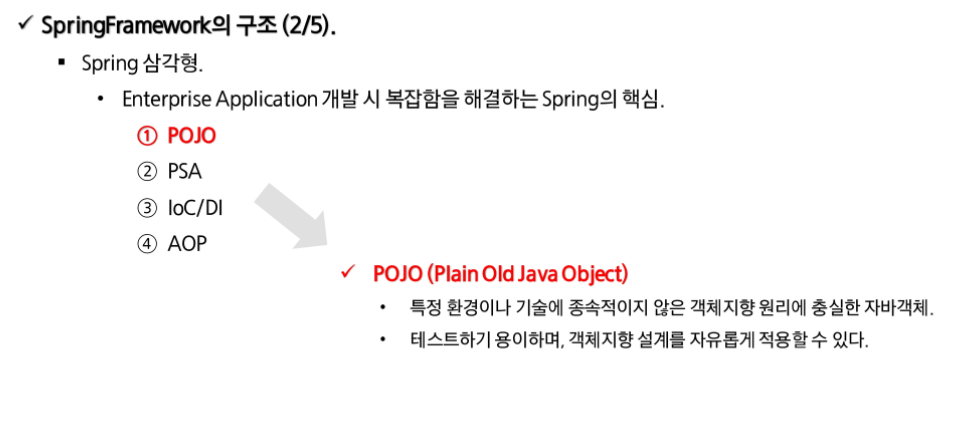 ✓ SpringFramework의 구조 (2/5).
▪ Spring 삼각형.
• Enterprise Application 개발 시 복잡함을 해결하는 Spring의 핵심.
① POJO
② PSA
③ IoC/DI
④ AOP
✓ POJO (Plain Old Java Object)
• 특정 환경이나 기술에 종속적이지 않은 객체지향 원리에 충실한 자바객체.
• 테스트하기 용이하며, 객체지향 설계를 자유롭게 적용할 수 있다.